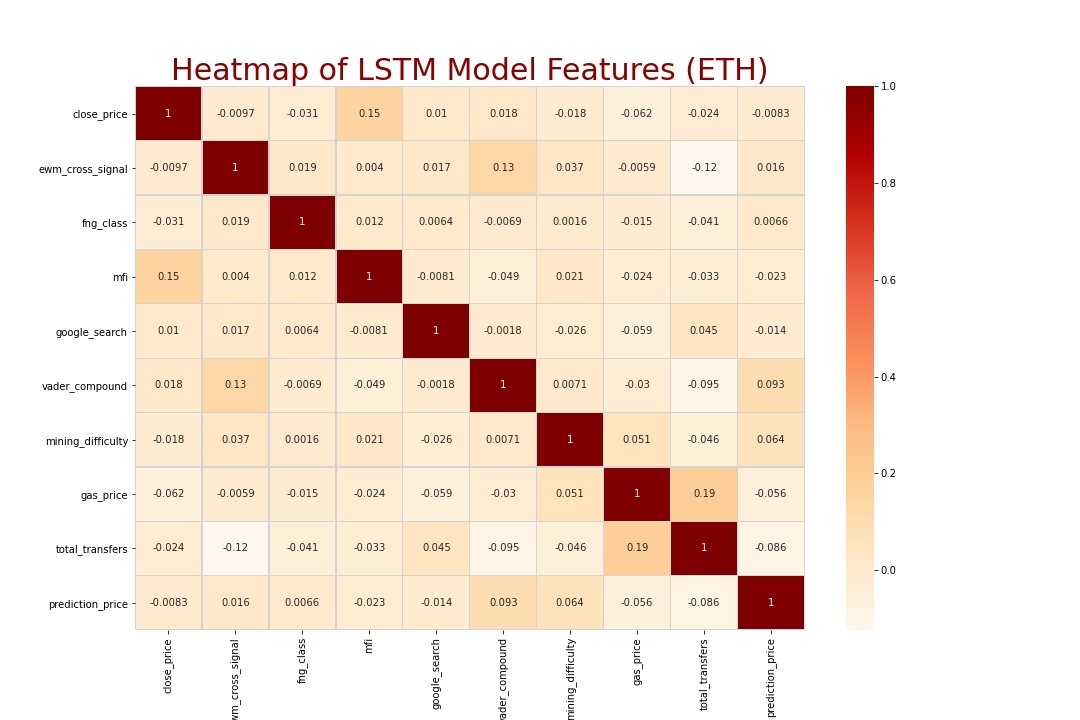 Heatmap of LSTM Model Features (ETH)
close_price 1 -0.0097 -0.031 0.15 0.01 0.018 -0.018 -0.062 -0.024 -0.0083
ewm_cross_signal -0.0097 1 0.019 0.004 0.017 0.13 0.037 -0.0059 -0.12 0.016
fng_class -0.031 0.019 1 0.012 0.0064 -0.0069 0.0016 -0.015 -0.041 0.0066
mfi 0.15 0.004 0.012 1 -0.0081 -0.049 0.021 -0.024 -0.033 -0.023
google_search 0.01 0.017 0.0064 -0.0081 1 -0.0018 -0.026 -0.059 0.045 -0.014
vader_compound 0.018 0.13 -0.0069 -0.049 -0.0018 1 0.0071 -0.03 -0.095 0.093
mining_difficulty -0.018 0.037 0.0016 0.021 -0.026 0.0071 1 0.051 -0.046 0.064
gas_price -0.062 -0.0059 -0.015 -0.024 -0.059 -0.03 0.051 1 0.19 -0.056
total_transfers -0.024 -0.12 -0.041 -0.033 0.045 -0.095 -0.046 0.19 1 -0.086
prediction_price -0.0083 0.016 0.0066 -0.023 -0.014 0.093 0.064 -0.056 -0.086 1
close_price
wm_cross_signal
fng_class
mfi
google_search
ader_compound
mining_difficulty
gas_price
total_transfers
prediction_price
1.0
0.8
0.6
0.4
0.2
0.0